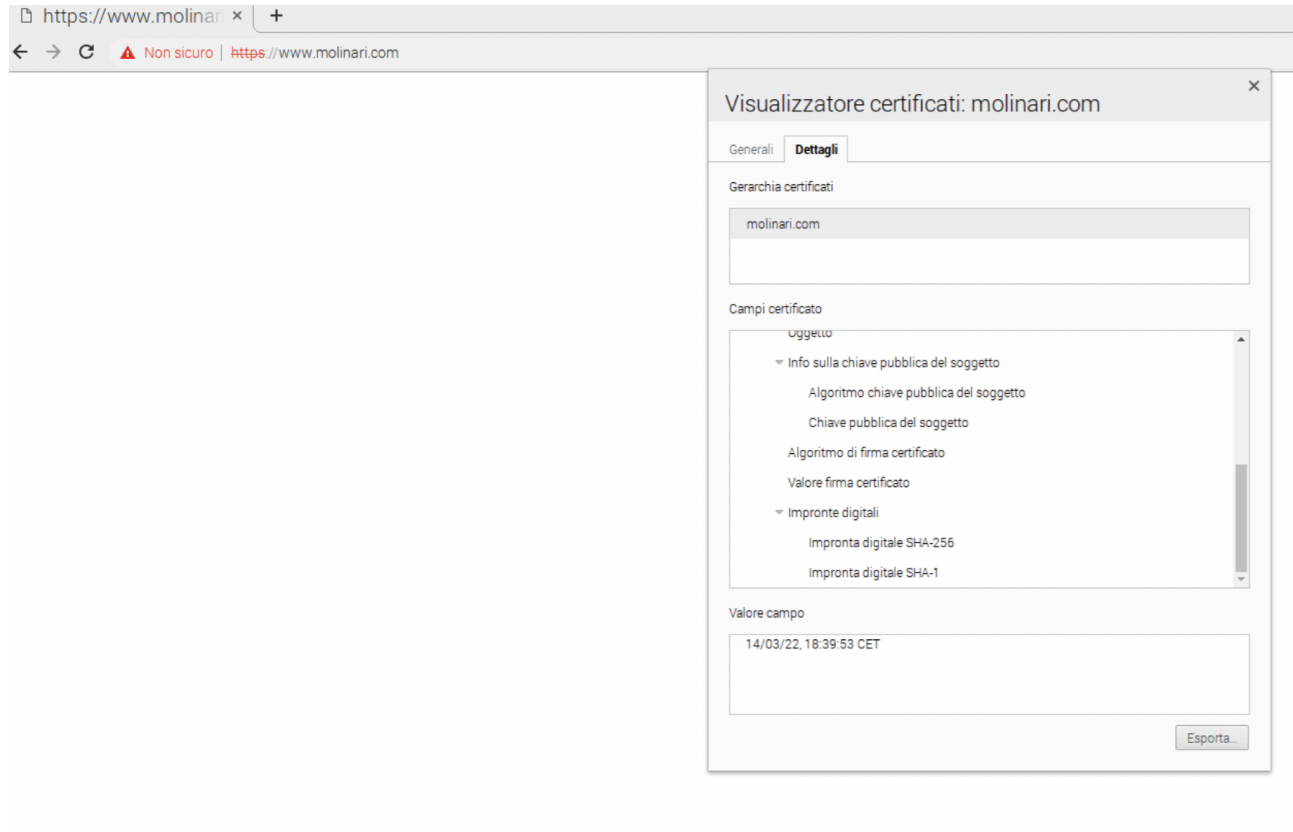 https://www.molinar
Non sicuro | https://www.molinari.com
Visualizzatore certificati: molinari.com
Generali Dettagli
Gerarchia certificati
molinari.com
Campi certificato
Oggetto
Info sulla chiave pubblica del soggetto
Algoritmo chiave pubblica del soggetto
Chiave pubblica del soggetto
Algoritmo di firma certificato
Valore firma certificato
Impronte digitali
Impronta digitale SHA-256
Impronta digitale SHA-1
Valore campo
14/03/22, 18:39:53 CET
Esporta...